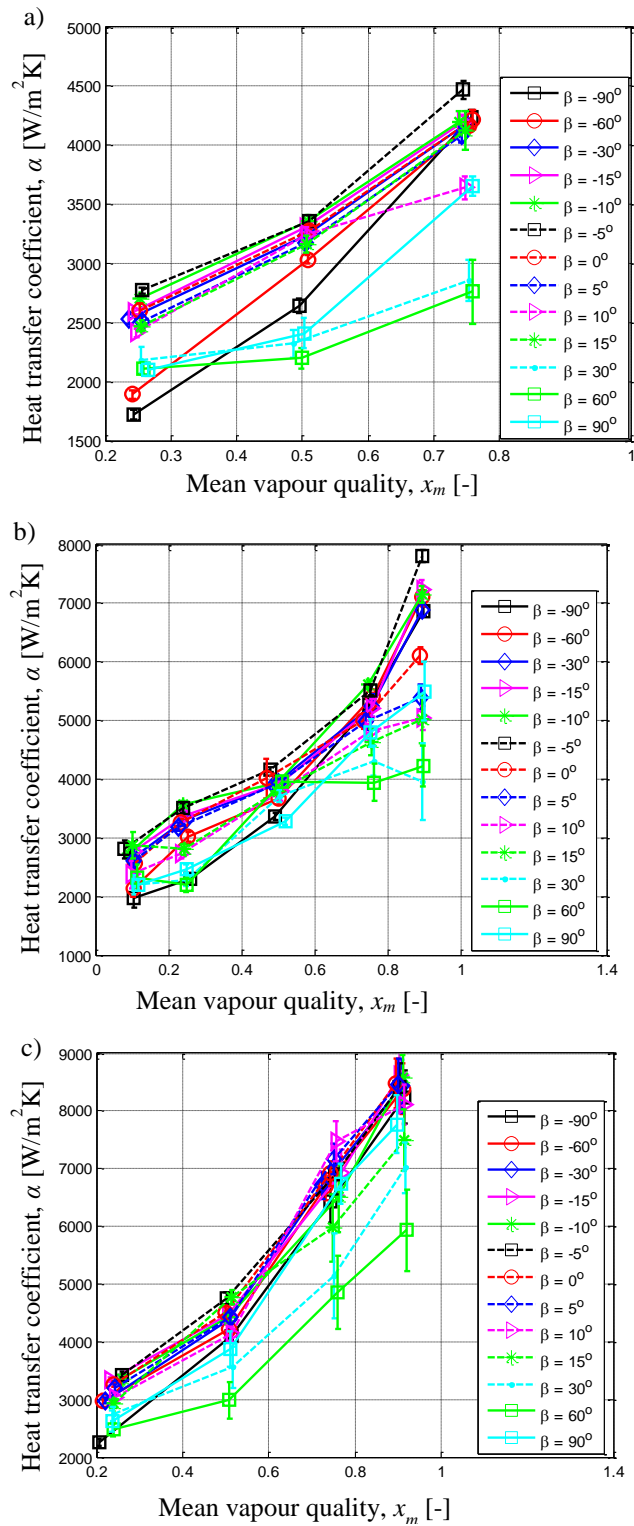 a)
5000
4500
4000
3500
3000
2500
2000
1500
Heat transfer coefficient, α [W/m²K]
0.2 0.3 0.4 0.5 0.6 0.7 0.8 1
Mean vapour quality, xm [-]
β = -90°
β = -60°
β = -30°
β = -15°
β = -10°
β = -5°
β = 0°
β = 5°
β = 10°
β = 15°
β = 30°
β = 60°
β = 90°
b)
8000
7000
6000
5000
4000
3000
2000
1000
Heat transfer coefficient, α [W/m²K]
0 0.2 0.4 0.6 0.8 1 1.4
Mean vapour quality, xm [-]
β = -90°
β = -60°
β = -30°
β = -15°
β = -10°
β = -5°
β = 0°
β = 5°
β = 10°
β = 15°
β = 30°
β = 60°
β = 90°
c)
9000
8000
7000
6000
5000
4000
3000
2000
Heat transfer coefficient, α [W/m²K]
0.2 0.4 0.6 0.8 1 1.4
Mean vapour quality, xm [-]
β = -90°
β = -60°
β = -30°
β = -15°
β = -10°
β = -5°
β = 0°
β = 5°
β = 10°
β = 15°
β = 30°
β = 60°
β = 90°